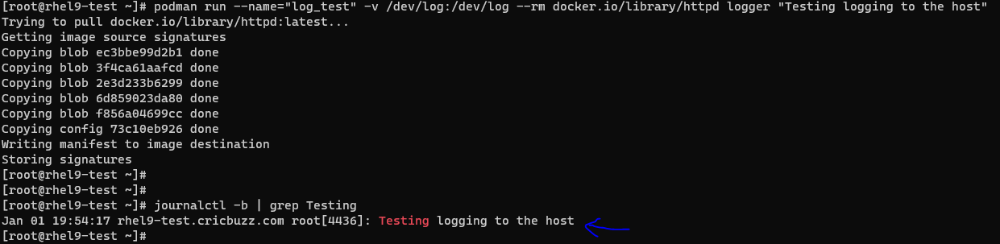 [root@rhel9-test ~]# podman run --name="log_test" -v /dev/log:/dev/log --rm docker.io/library/httpd logger "Testing logging to the host"
Trying to pull docker.io/library/httpd:latest...
Getting image source signatures
Copying blob ec3bbe99d2b1 done
Copying blob 3f4ca61aafcd done
Copying blob 2e3d233b6299 done
Copying blob 6d859023da80 done
Copying blob f856a04699cc done
Copying config 73c10eb926 done
Writing manifest to image destination
Storing signatures
[root@rhel9-test ~]#
[root@rhel9-test ~]#
[root@rhel9-test ~]# journalctl -b | grep Testing
Jan 01 19:54:17 rhel9-test.cricbuzz.com root[4436]: Testing logging to the host
[root@rhel9-test ~]#